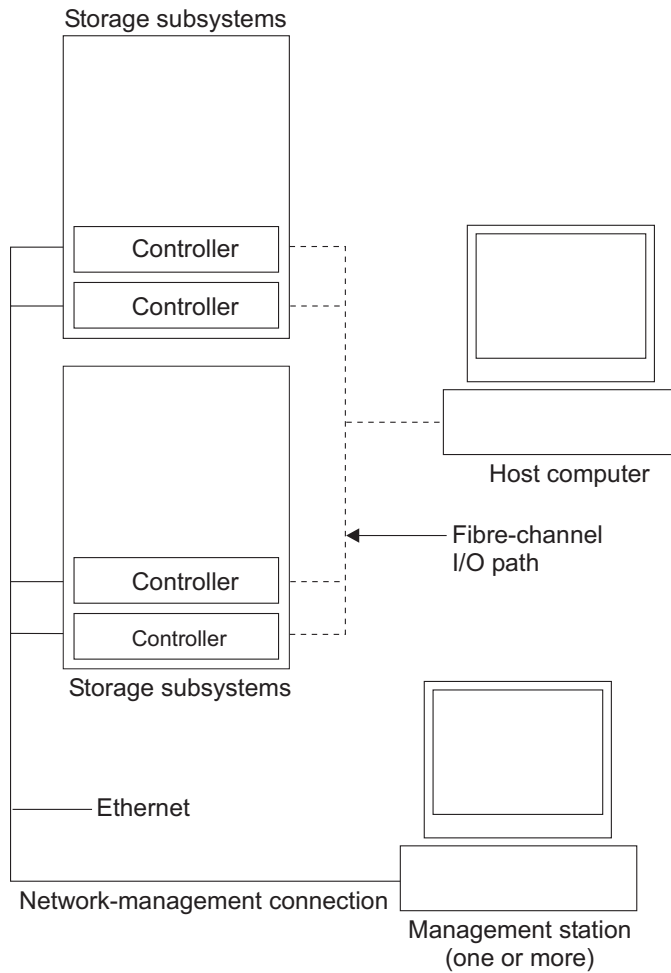 Storage subsystems
Controller
Controller
Host computer
Fibre-channel
I/O path
Controller
Controller
Storage subsystems
Ethernet
Network-management connection
Management station
(one or more)